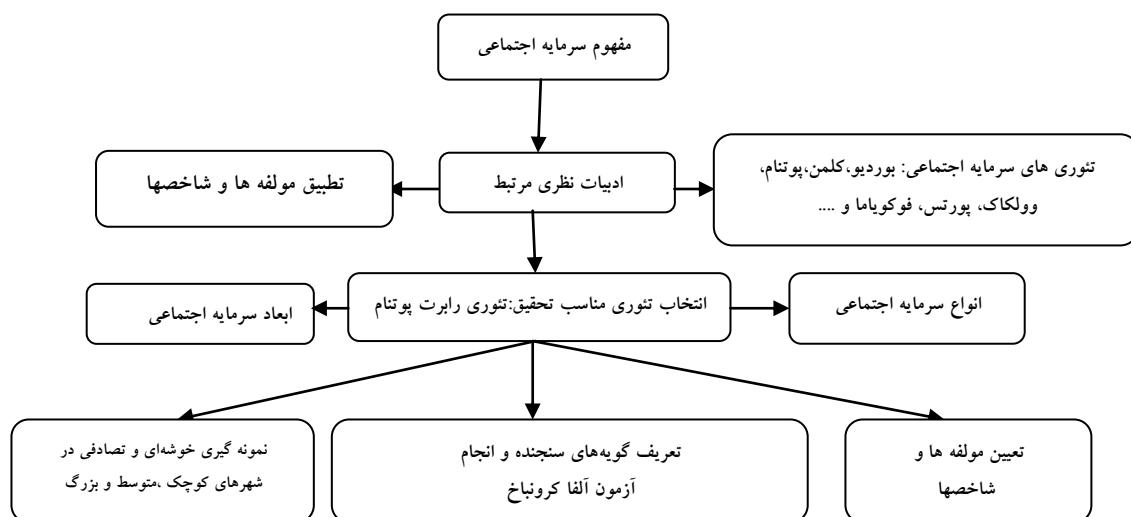 مفهوم سرمایه اجتماعی
تئوری های سرمایه اجتماعی: بوردیو،کلمن،پوتنام،
وولکاک، پورتس، فوکویاما و ....
ادبیات نظری مرتبط
تطبیق مولفه ها و شاخصها
انواع سرمایه اجتماعی
انتخاب تئوری مناسب تحقیق:تئوری رابرت پوتنام
ابعاد سرمایه اجتماعی
تعیین مولفه ها و
شاخصها
تعریف گویه‌های سنجنده و انجام
آزمون آلفا کرونباخ
نمونه گیری خوشه‌ای و تصادفی در
شهرهای کوچک ،متوسط و بزرگ